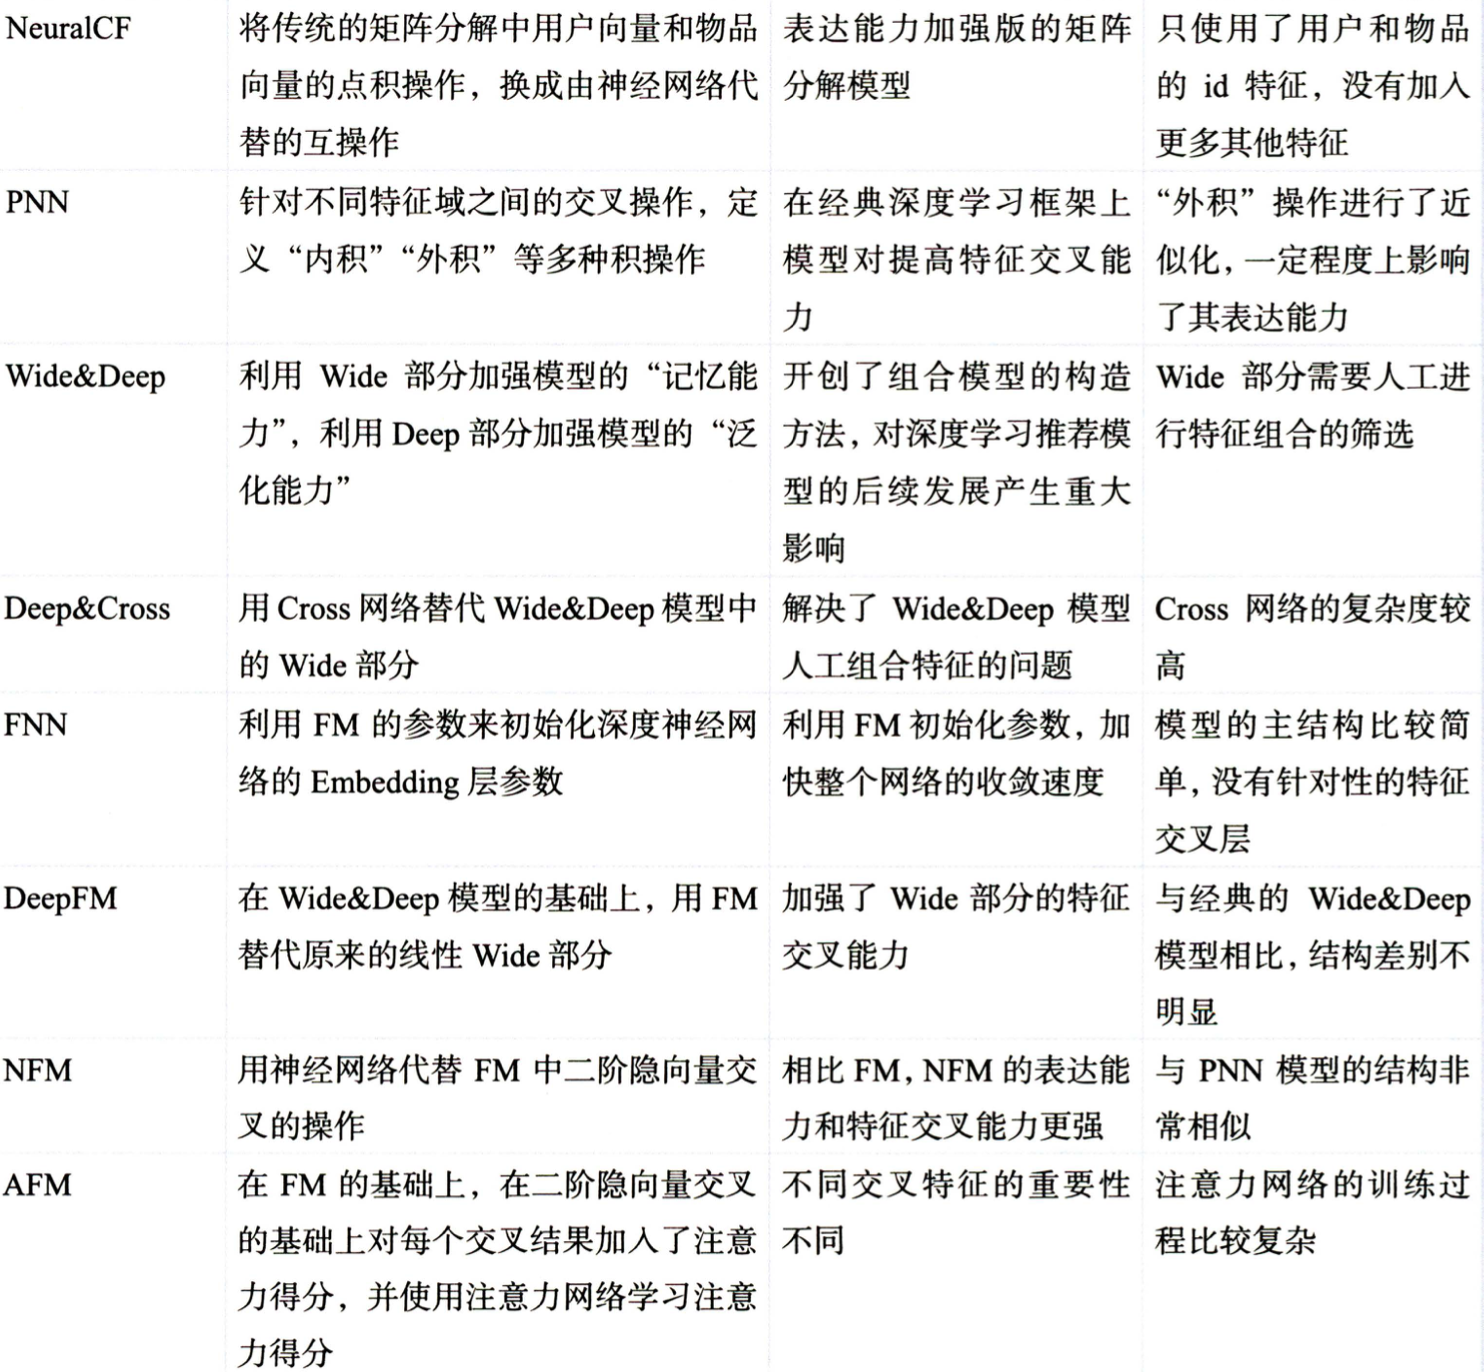 NeuralCF
将传统的矩阵分解中用户向量和物品
向量的点积操作，换成由神经网络代
替的互操作
表达能力加强版的矩阵
分解模型
只使用了用户和物品
的 id 特征，没有加入
更多其他特征
PNN
针对不同特征域之间的交叉操作，定
义“内积”“外积”等多种积操作
在经典深度学习框架上
模型对提高特征交叉能
力
“外积”操作进行了近
似化，一定程度上影响
了其表达能力
Wide&Deep
利用 Wide 部分加强模型的“记忆能
力”，利用 Deep 部分加强模型的“泛
化能力”
开创了组合模型的构造
方法，对深度学习推荐模
型的后续发展产生重大
影响
Wide 部分需要人工进
行特征组合的筛选
Deep&Cross
用 Cross 网络替代 Wide&Deep 模型中
的 Wide 部分
解决了 Wide&Deep 模型
人工组合特征的问题
Cross 网络的复杂度较
高
FNN
利用 FM 的参数来初始化深度神经网
络的 Embedding 层参数
利用 FM 初始化参数，加
快整个网络的收敛速度
模型的主结构比较简
单，没有针对性的特征
交叉层
DeepFM
在 Wide&Deep 模型的基础上，用 FM
替代原来的线性 Wide 部分
加强了 Wide 部分的特征
交叉能力
与经典的 Wide&Deep
模型相比，结构差别不
明显
NFM
用神经网络代替 FM 中二阶隐向量交
叉的操作
相比 FM，NFM 的表达能
力和特征交叉能力更强
与 PNN 模型的结构非
常相似
AFM
在 FM 的基础上，在二阶隐向量交叉
的基础上对每个交叉结果加入了注意
力得分，并使用注意力网络学习注意
力得分
不同交叉特征的重要性
不同
注意力网络的训练过
程比较复杂